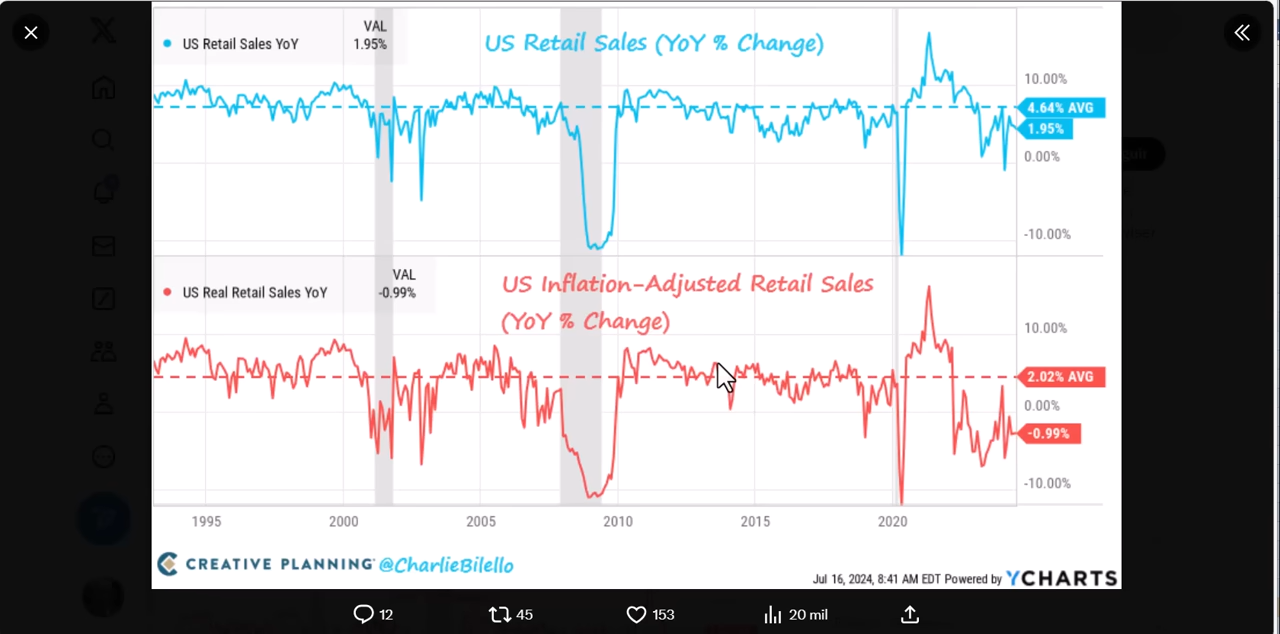 VAL
US Retail Sales YoY 1.95%
US Retail Sales (YoY % Change)
10.00%
4.64% AVG
1.95%
0.00%
-10.00%
VAL
US Real Retail Sales YoY -0.99%
US Inflation-Adjusted Retail Sales
(YoY % Change)
10.00%
2.02% AVG
0.00%
-0.99%
-10.00%
1995 2000 2005 2010 2015 2020
CREATIVE PLANNING @CharlieBilello
Jul 16, 2024, 8:41 AM EDT Powered by YCHARTS
12 45 153 20 mil